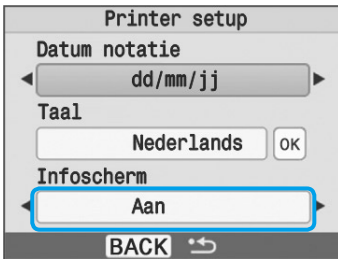 Printer setup
Datum notatie
dd/mm/jj
Taal
Nederlands OK
Infoscherm
Aan
BACK